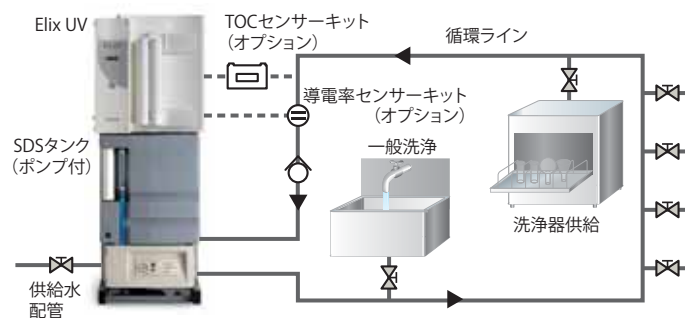 Elix UV
TOCセンサーキット
（オプション）
循環ライン
導電率センサーキット
（オプション）
SDSタンク
（ポンプ付）
一般洗浄
洗浄器供給
供給水
配管